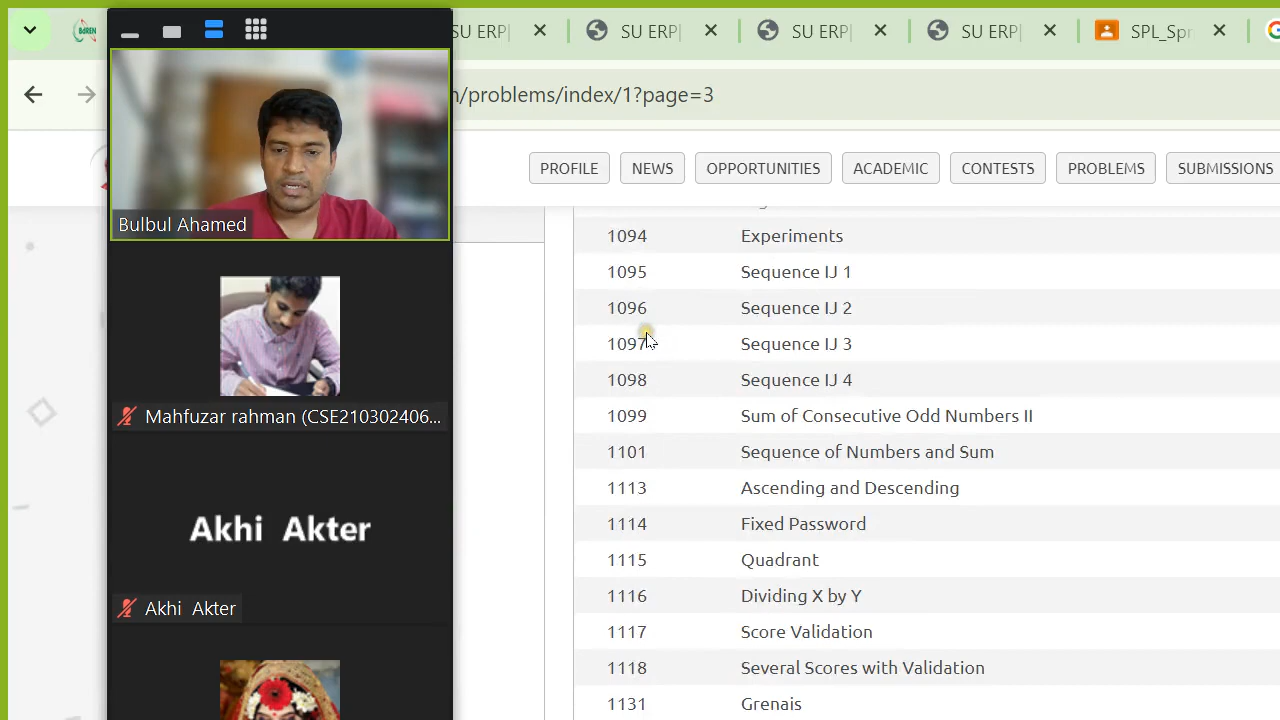 SU ERP
SU ERP
SU ERP
SU ERP
SPL_Spr
/problems/index/1?page=3
PROFILE
NEWS
OPPORTUNITIES
ACADEMIC
CONTESTS
PROBLEMS
SUBMISSIONS
Bulbul Ahamed
Mahfuzar rahman (CSE210302406...
Akhi Akter
Akhi Akter
1094 Experiments
1095 Sequence IJ 1
1096 Sequence IJ 2
1097 Sequence IJ 3
1098 Sequence IJ 4
1099 Sum of Consecutive Odd Numbers II
1101 Sequence of Numbers and Sum
1113 Ascending and Descending
1114 Fixed Password
1115 Quadrant
1116 Dividing X by Y
1117 Score Validation
1118 Several Scores with Validation
1131 Grenais